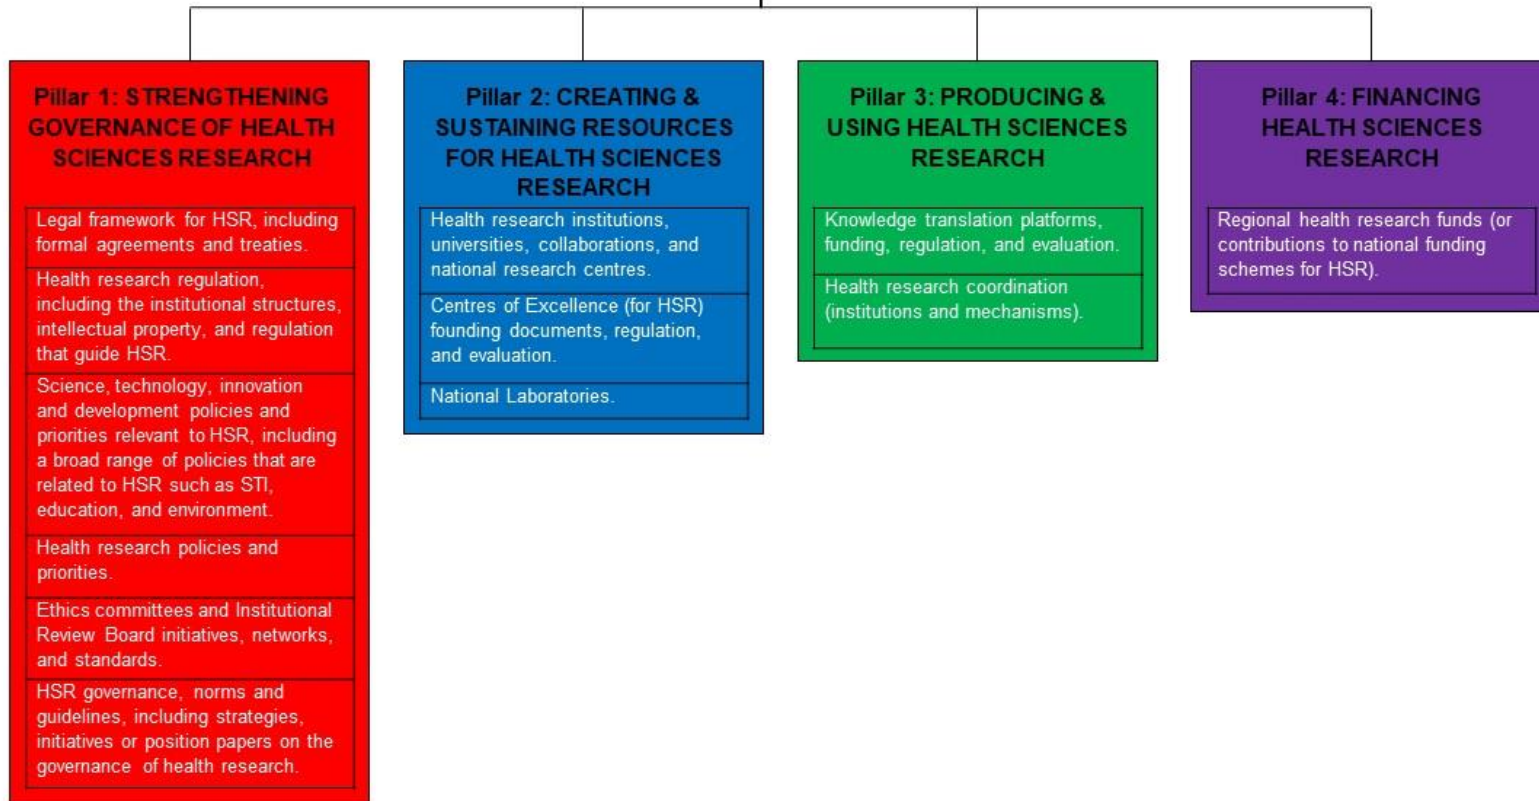 Pillar 1: STRENGTHENING
GOVERNANCE OF HEALTH
SCIENCES RESEARCH
Legal framework for HSR, including
formal agreements and treaties.
Health research regulation,
including the institutional structures,
intellectual property, and regulation
that guide HSR.
Science, technology, innovation
and development policies and
priorities relevant to HSR, including
a broad range of policies that are
related to HSR such as STI,
education, and environment.
Health research policies and
priorities.
Ethics committees and Institutional
Review Board initiatives, networks,
and standards.
HSR governance, norms and
guidelines, including strategies,
initiatives or position papers on the
governance of health research.
Pillar 2: CREATING &
SUSTAINING RESOURCES
FOR HEALTH SCIENCES
RESEARCH
Health research institutions,
universities, collaborations, and
national research centres.
Centres of Excellence (for HSR)
founding documents, regulation,
and evaluation.
National Laboratories.
Pillar 3: PRODUCING &
USING HEALTH SCIENCES
RESEARCH
Knowledge translation platforms,
funding, regulation, and evaluation.
Health research coordination
(institutions and mechanisms).
Pillar 4: FINANCING
HEALTH SCIENCES
RESEARCH
Regional health research funds (or
contributions to national funding
schemes for HSR).